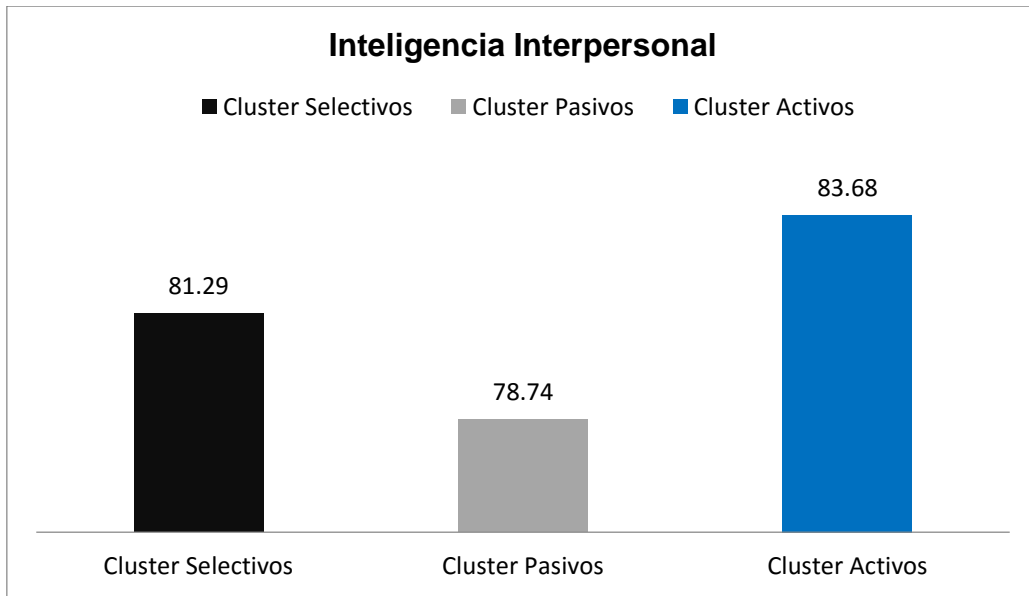 Inteligencia Interpersonal
Cluster Selectivos Cluster Pasivos Cluster Activos
83.68
81.29
78.74
Cluster Selectivos Cluster Pasivos Cluster Activos